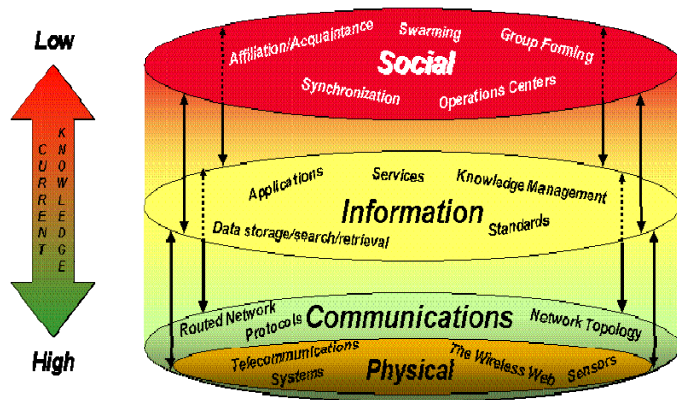 Low
CURRENT
KNOWLEDGE
High
Affiliation/Acquaintance
Swarming
Group Forming
Social
Synchronization
Operations Centers
Applications
Services
Knowledge Management
Information
Data storage/search/retrieval
Standards
Routed Network
Protocols
Communications
Network Topology
Telecommunications
Systems
Physical
The Wireless Web
Sensors